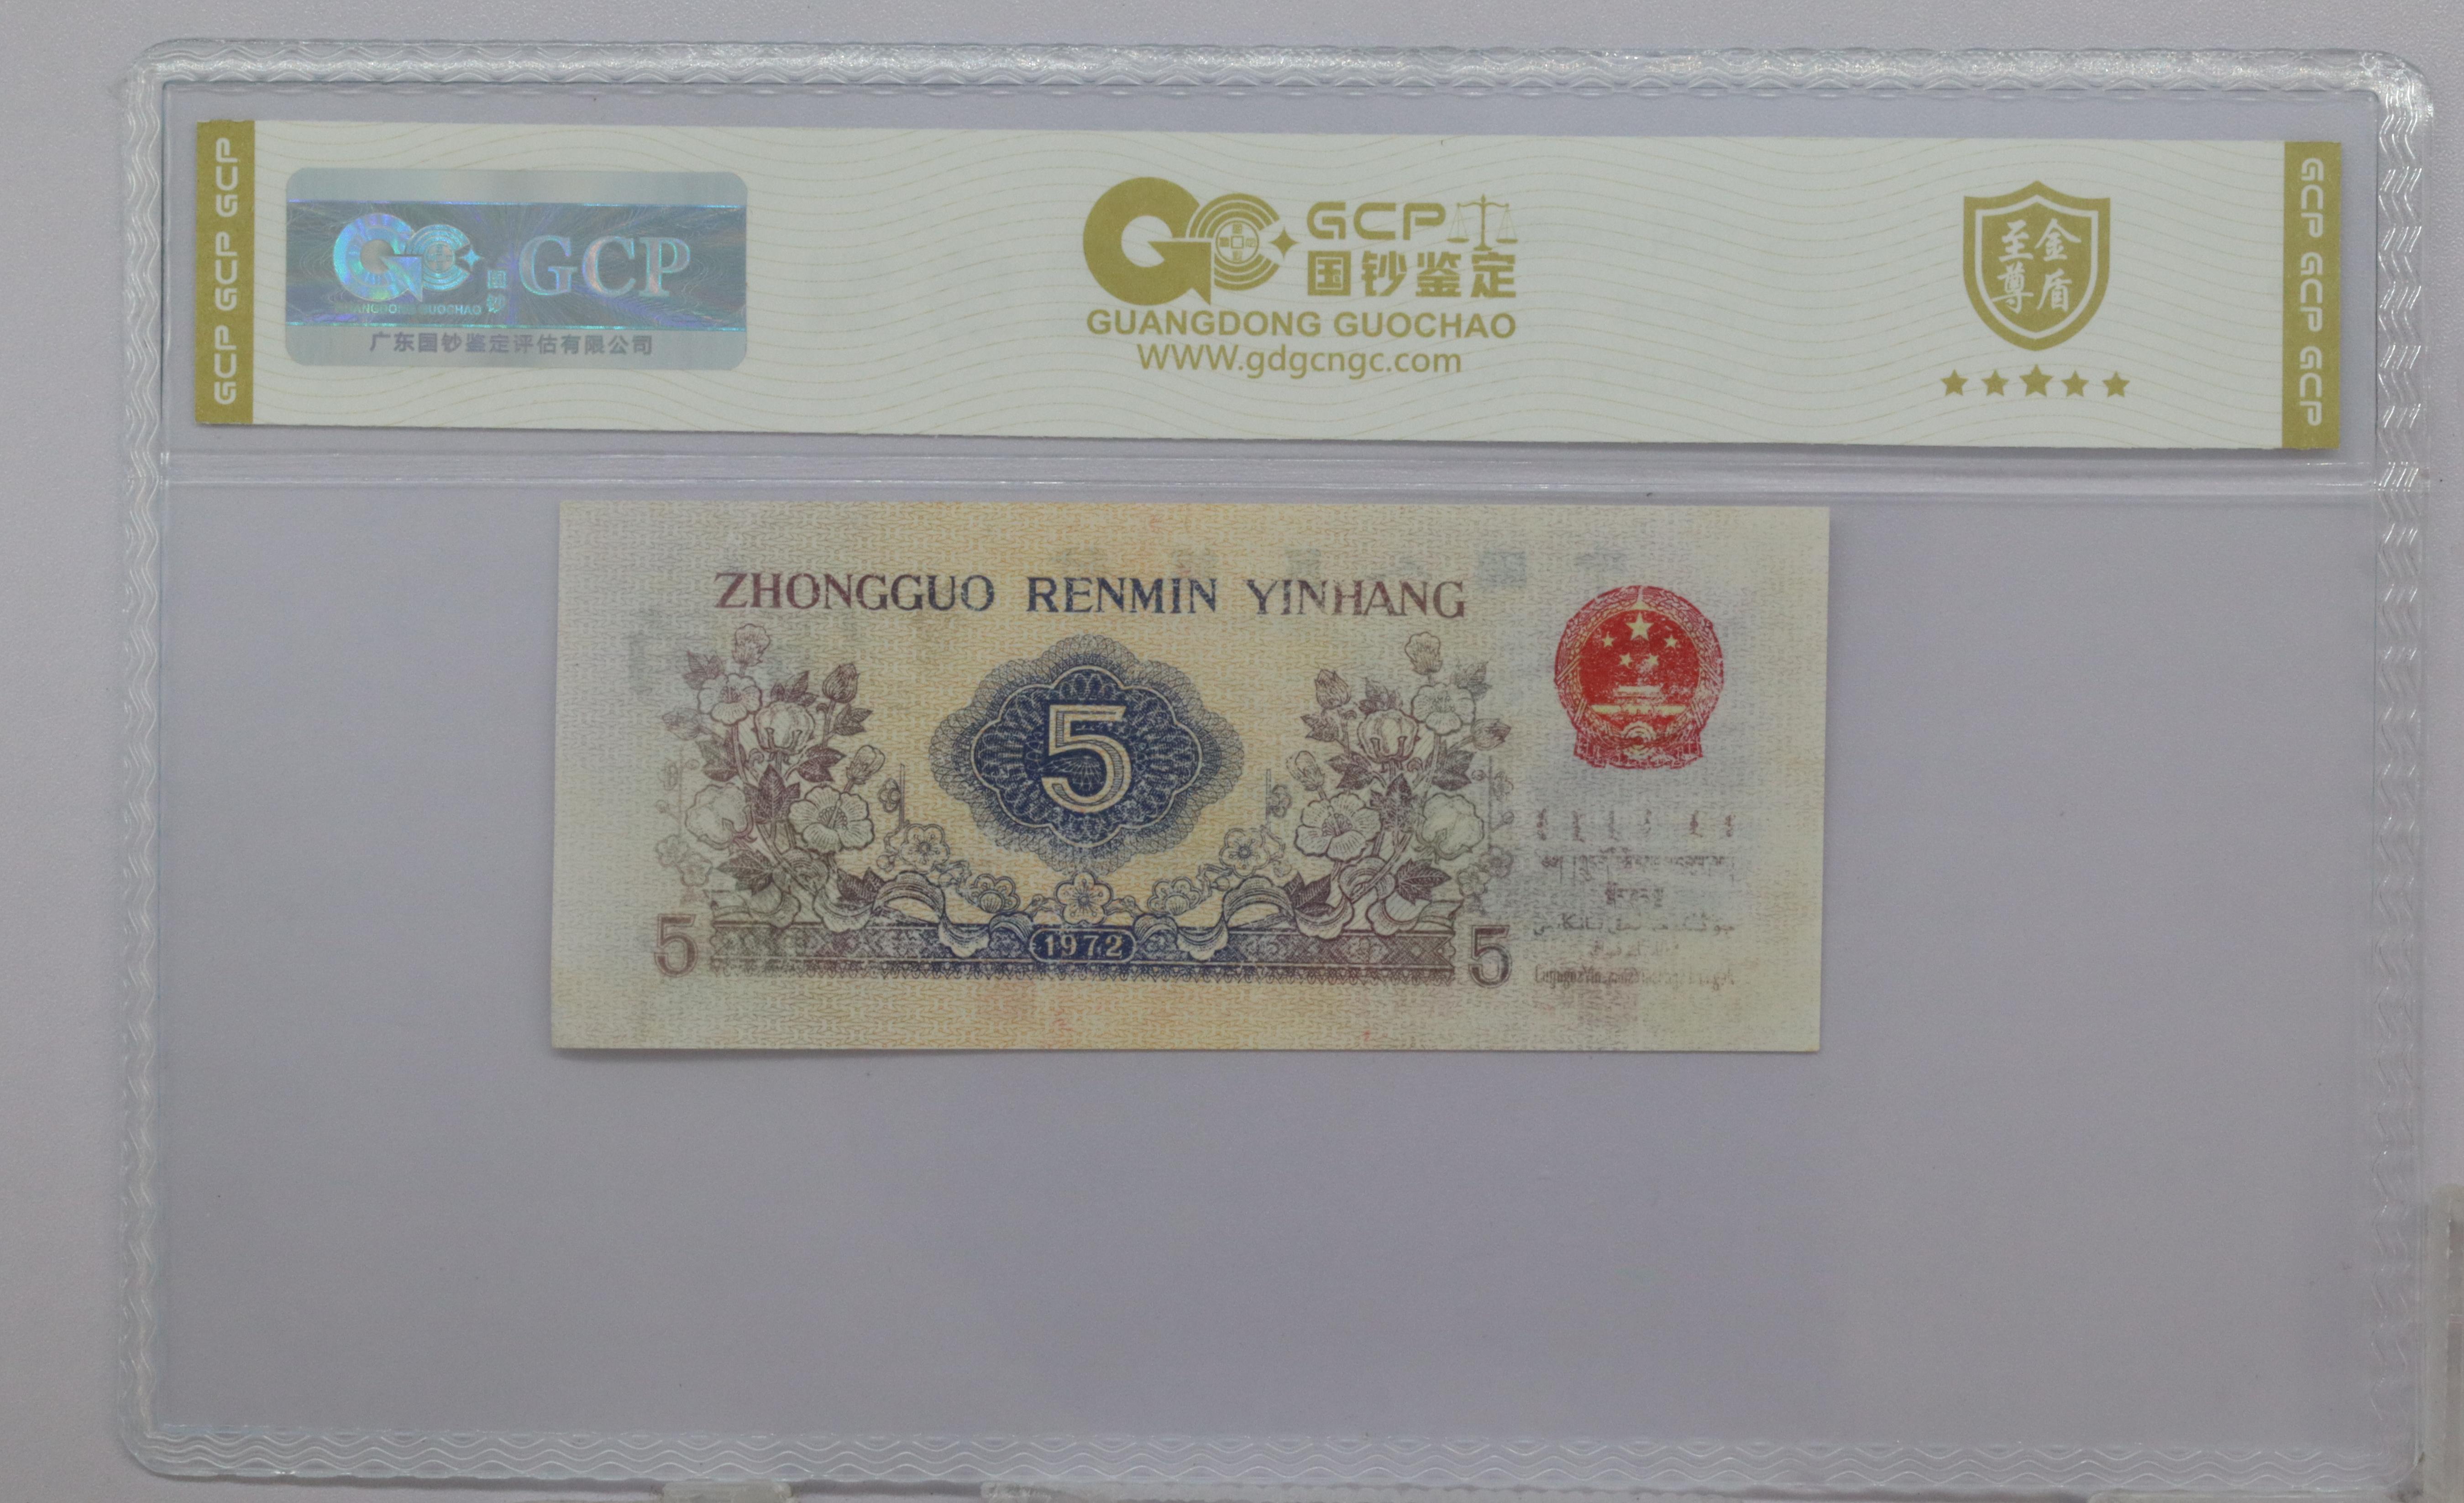 GCP GCP GCP
GCP
国钞
GUANGDONG GUOCHAO
广东国钞鉴定评估有限公司
GCP
国钞鉴定
GUANGDONG GUOCHAO
WWW.gdgcngc.com
至尊
金盾
GCP GCP GCP
ZHONGGUO RENMIN YINHANG
5
5
1972
5